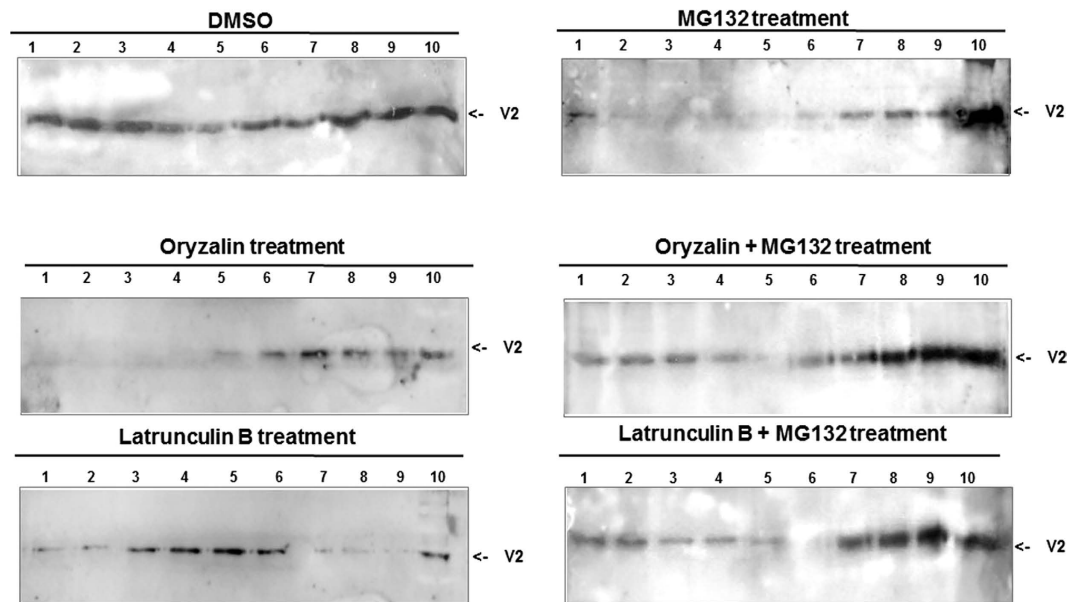 DMSO
1 2 3 4 5 6 7 8 9 10
<- V2
MG132 treatment
1 2 3 4 5 6 7 8 9 10
<- V2
Oryzalin treatment
1 2 3 4 5 6 7 8 9 10
<- V2
Oryzalin + MG132 treatment
1 2 3 4 5 6 7 8 9 10
<- V2
Latrunculin B treatment
1 2 3 4 5 6 7 8 9 10
<- V2
Latrunculin B + MG132 treatment
1 2 3 4 5 6 7 8 9 10
<- V2